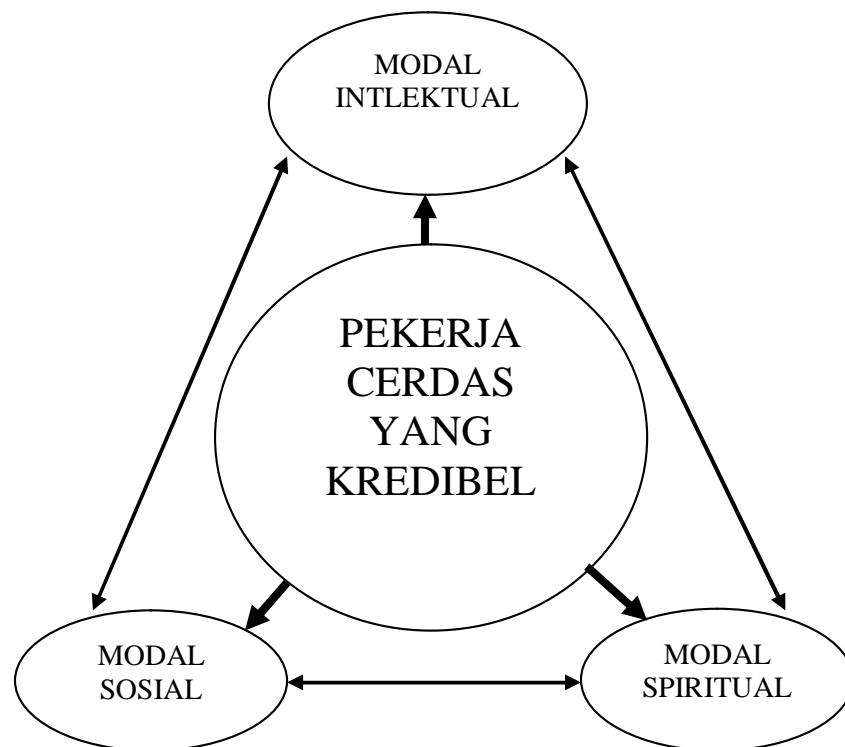 MODAL
INTLEKTUAL
PEKERJA
CERDAS
YANG
KREDIBEL
MODAL
SOSIAL
MODAL
SPIRITUAL